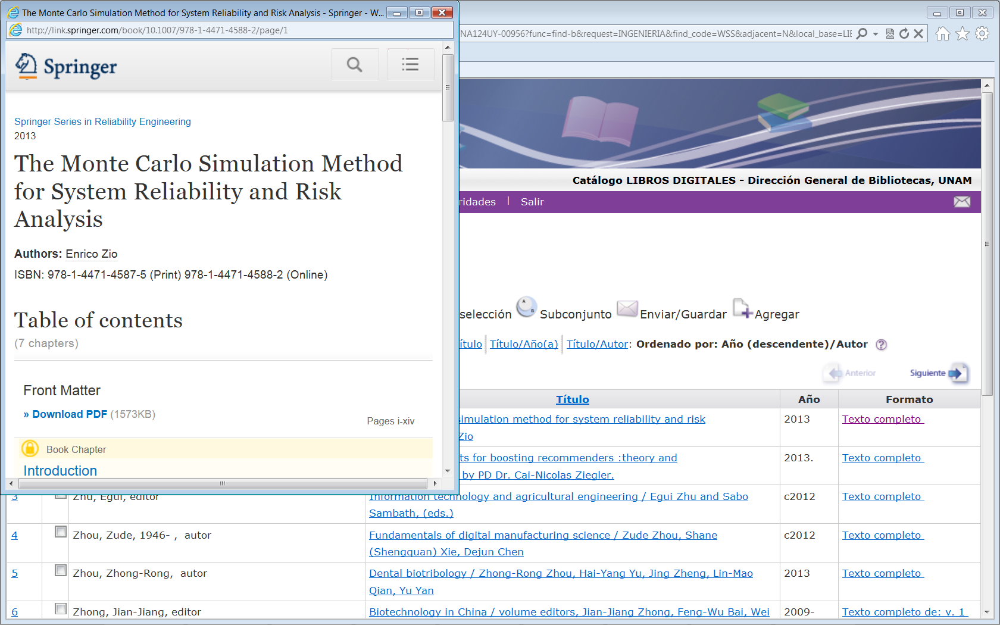 The Monte Carlo Simulation Method for System Reliability and Risk Analysis - Springer - W...
http://link.springer.com/book/10.1007/978-1-4471-4588-2/page/1
Springer
Springer Series in Reliability Engineering
2013
The Monte Carlo Simulation Method
for System Reliability and Risk
Analysis
Authors: Enrico Zio
ISBN: 978-1-4471-4587-5 (Print) 978-1-4471-4588-2 (Online)
Table of contents
(7 chapters)
Front Matter
» Download PDF (1573KB)
Pages i-xiv
Book Chapter
Introduction
NA124UY-00956?func=find-b&request=INGENIERIA&find_code=WSS&adjacent=N&local_base=LI
Catálogo LIBROS DIGITALES - Dirección General de Bibliotecas, UNAM
ridades | Salir
selección Subconjunto Enviar/Guardar Agregar
ítulo Título/Año(a) Título/Autor: Ordenado por: Año (descendente)/Autor ?
Anterior Siguiente
Título Año Formato
simulation method for system reliability and risk 2013 Texto completo
Zio
ts for boosting recommenders :theory and 2013. Texto completo
by PD Dr. Cai-Nicolas Ziegler.
3 Zhu, Egui, editor Information technology and agricultural engineering / Egui Zhu and Sabo c2012 Texto completo
Sambath, (eds.)
4 Zhou, Zude, 1946- , autor Fundamentals of digital manufacturing science / Zude Zhou, Shane c2012 Texto completo
(Shengquan) Xie, Dejun Chen
5 Zhou, Zhong-Rong, autor Dental biotribology / Zhong-Rong Zhou, Hai-Yang Yu, Jing Zheng, Lin-Mao 2013 Texto completo
Qian, Yu Yan
6 Zhong, Jian-Jiang, editor Biotechnology in China / volume editors, Jian-Jiang Zhong, Feng-Wu Bai, Wei 2009- Texto completo de: v. 1